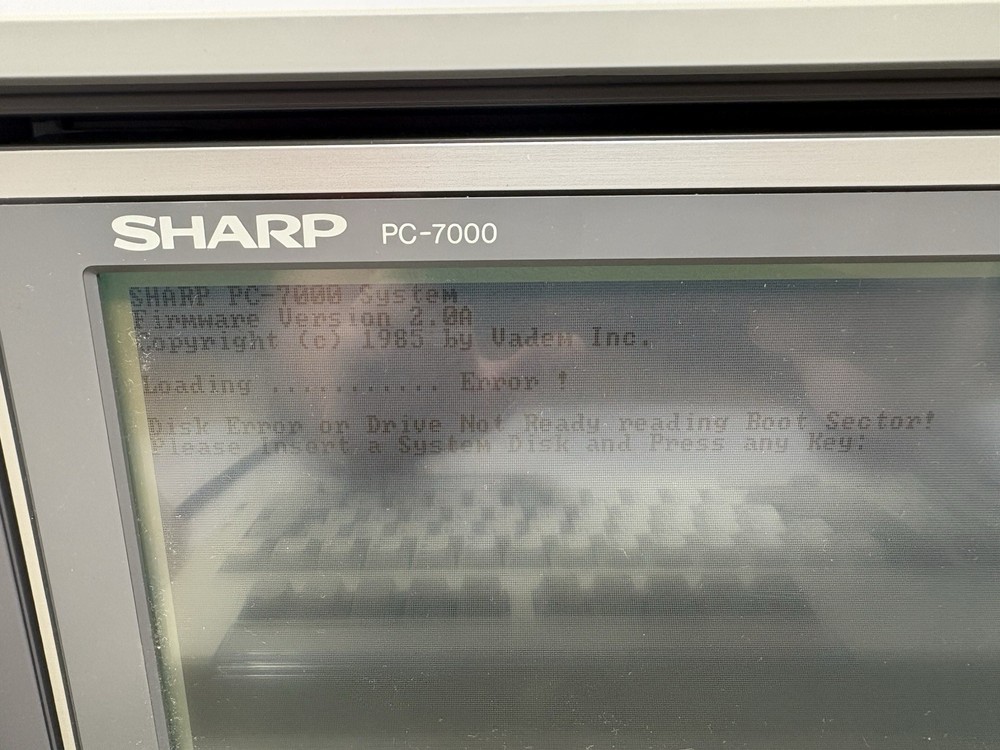 SHARP PC-7000
SHARP PC-7000 System
Firmware Version 2.0A
Copyright (c) 1985 by Vadem Inc.
Loading ........... Error !
Disk Error or Drive Not Ready reading Boot Sector!
Please insert a System Disk and Press any Key: